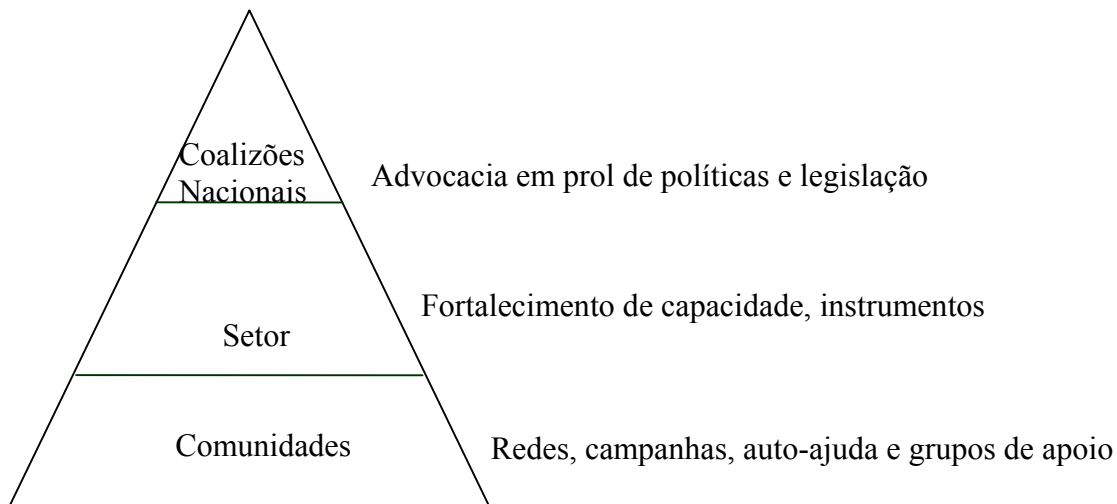 Coalizões
Nacionais
Advocacia em prol de políticas e legislação
Fortalecimento de capacidade, instrumentos
Setor
Comunidades
Redes, campanhas, auto-ajuda e grupos de apoio